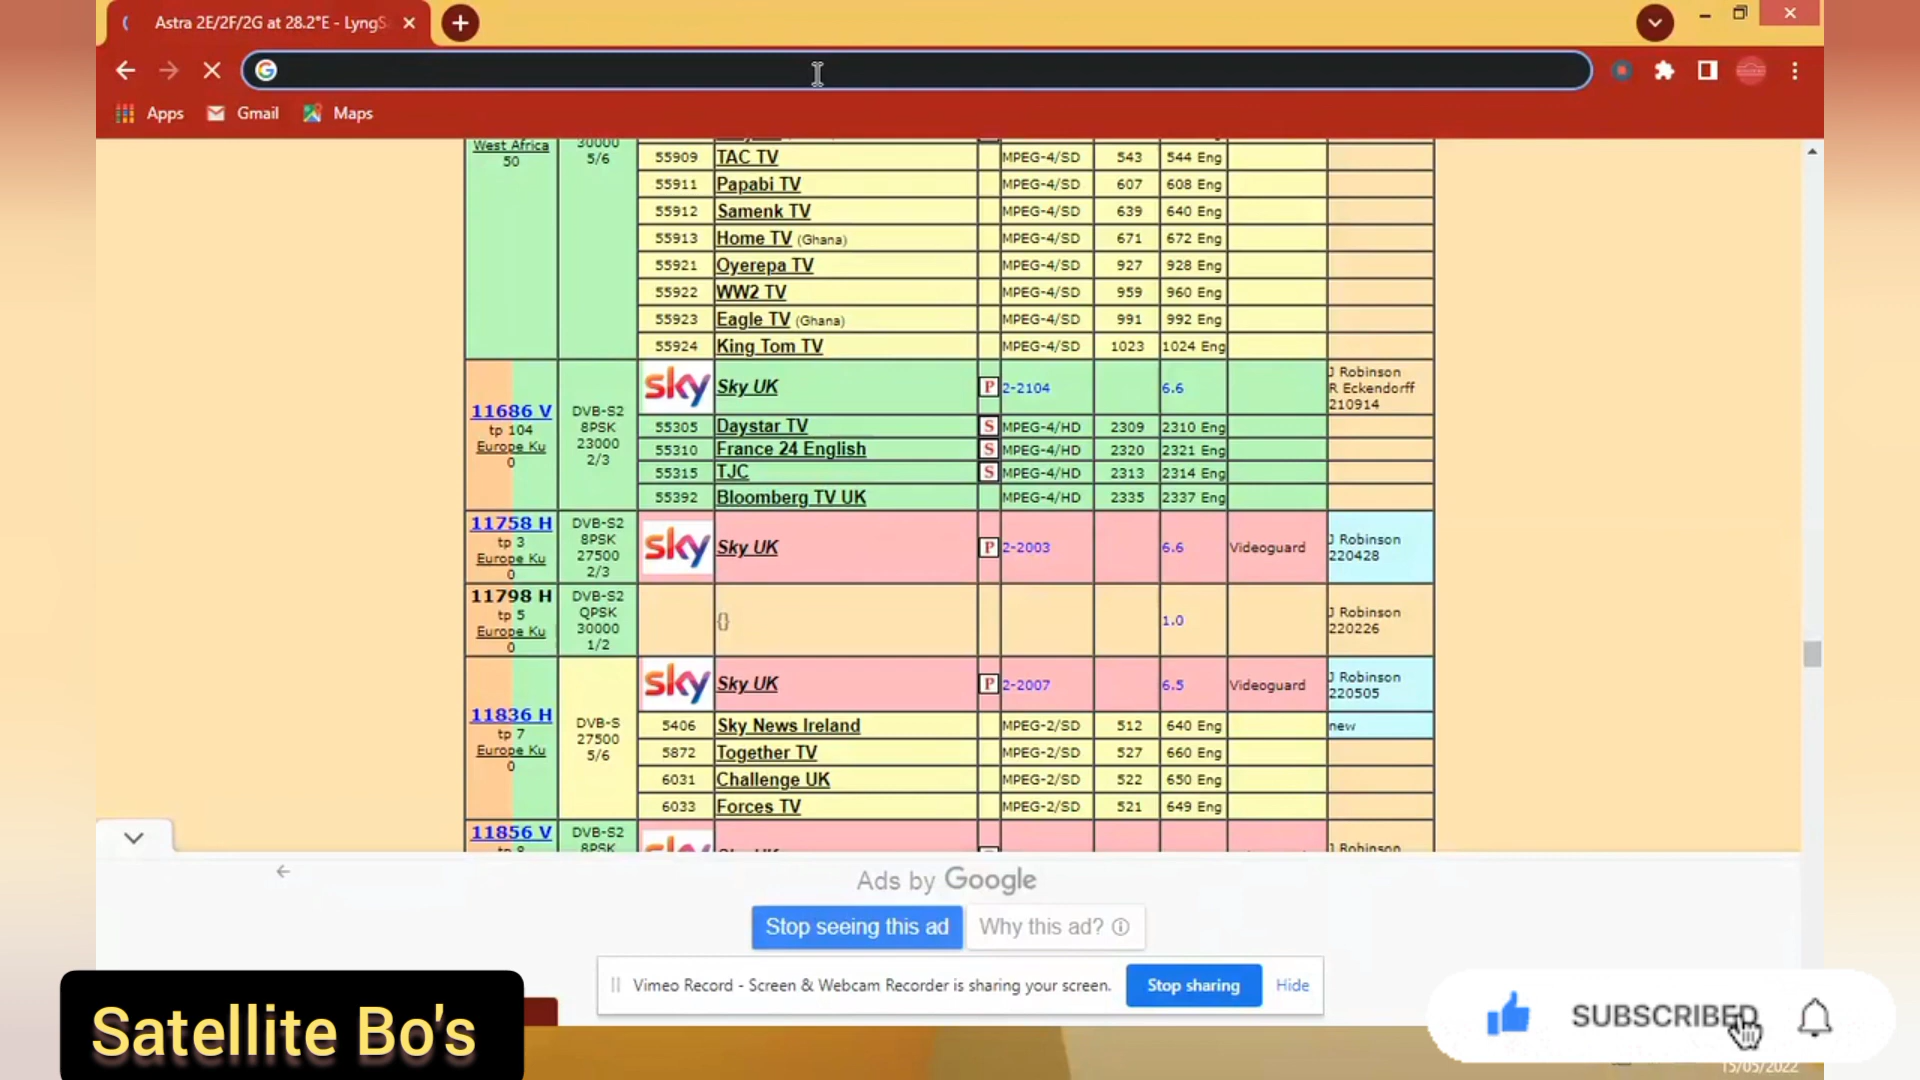 Astra 2E/2F/2G at 28.2°E - LyngS
Apps Gmail Maps
West Africa
50
30000
5/6
55909 TAC TV MPEG-4/SD 543 544 Eng
55911 Papabi TV MPEG-4/SD 607 608 Eng
55912 Samenk TV MPEG-4/SD 639 640 Eng
55913 Home TV (Ghana) MPEG-4/SD 671 672 Eng
55921 Oyerepa TV MPEG-4/SD 927 928 Eng
55922 WW2 TV MPEG-4/SD 959 960 Eng
55923 Eagle TV (Ghana) MPEG-4/SD 991 992 Eng
55924 King Tom TV MPEG-4/SD 1023 1024 Eng
11686 V
tp 104
Europe Ku
0
DVB-S2
8PSK
23000
2/3
sky Sky UK P 2-2104 6.6
J Robinson
R Eckendorff
210914
55305 Daystar TV S MPEG-4/HD 2309 2310 Eng
55310 France 24 English S MPEG-4/HD 2320 2321 Eng
55315 TJC S MPEG-4/HD 2313 2314 Eng
55392 Bloomberg TV UK MPEG-4/HD 2335 2337 Eng
11758 H
tp 3
Europe Ku
0
DVB-S2
8PSK
27500
2/3
sky Sky UK P 2-2003 6.6 Videoguard
J Robinson
220428
11798 H
tp 5
Europe Ku
0
DVB-S2
QPSK
30000
1/2
{} 1.0
J Robinson
220226
11836 H
tp 7
Europe Ku
0
DVB-S
27500
5/6
sky Sky UK P 2-2007 6.5 Videoguard
J Robinson
220505
5406 Sky News Ireland MPEG-2/SD 512 640 Eng new
5872 Together TV MPEG-2/SD 527 660 Eng
6031 Challenge UK MPEG-2/SD 522 650 Eng
6033 Forces TV MPEG-2/SD 521 649 Eng
11856 V
DVB-S2
8PSK
J Robinson
Ads by Google
Stop seeing this ad Why this ad?
Vimeo Record - Screen & Webcam Recorder is sharing your screen. Stop sharing Hide
Satellite Bo's
SUBSCRIBED
15/05/2022